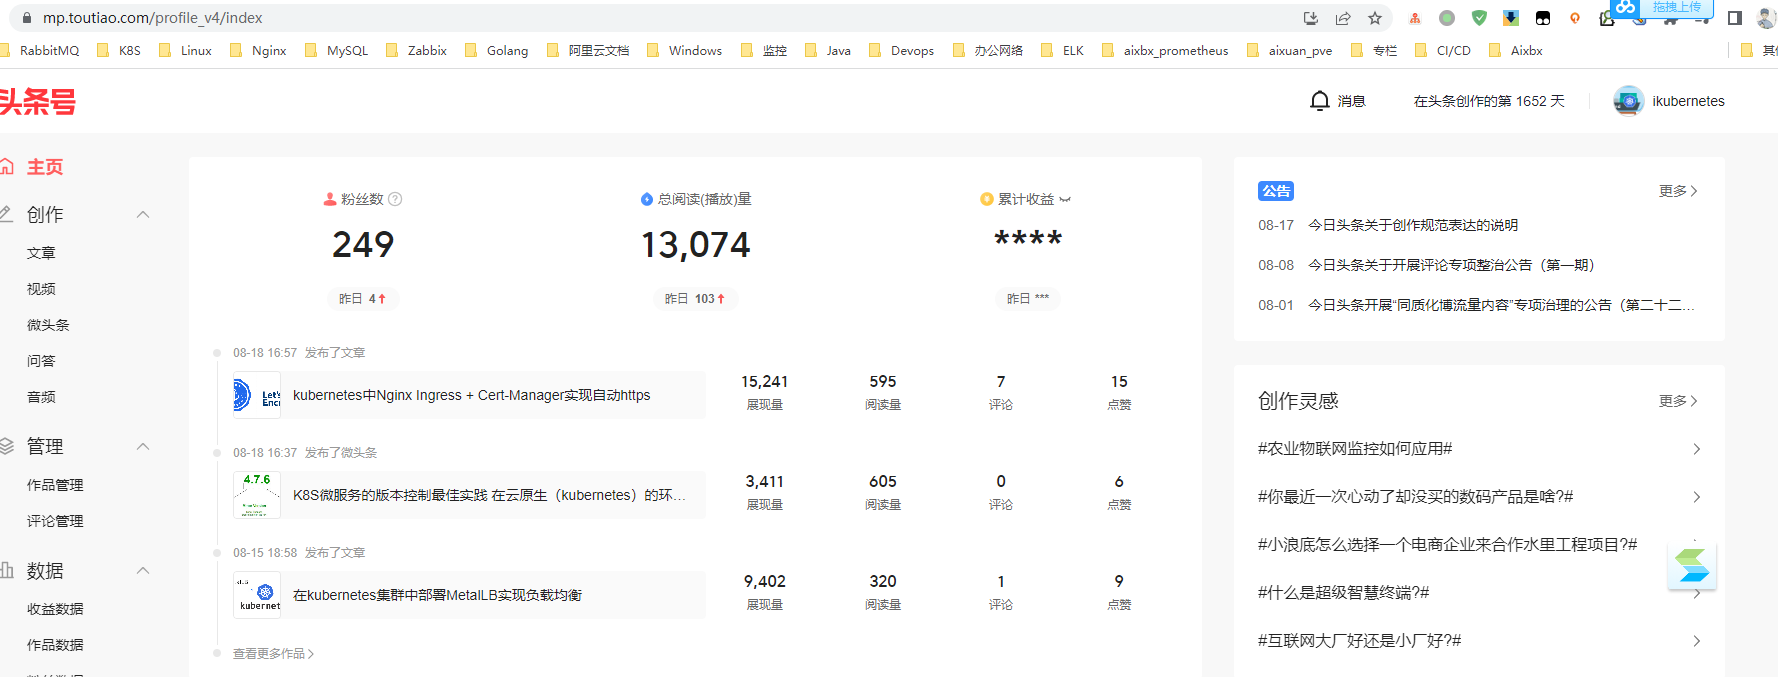 mp.toutiao.com/profile_v4/index
拖拽上传
RabbitMQ K8S Linux Nginx MySQL Zabbix Golang 阿里云文档 Windows 监控 Java Devops 办公网络 ELK aixbx_prometheus aixuan_pve 专栏 CI/CD Aixbx
头条号
消息
在头条创作的第 1652 天
ikubernetes
主页
创作
文章
视频
微头条
问答
音频
管理
作品管理
评论管理
数据
收益数据
作品数据
粉丝数 ?
249
昨日 4
总阅读(播放)量
13,074
昨日 103
累计收益
****
昨日 ***
08-18 16:57 发布了文章
Let's
Encr
kubernetes中Nginx Ingress + Cert-Manager实现自动https
15,241 595 7 15
展现量 阅读量 评论 点赞
08-18 16:37 发布了微头条
4.7.6
K8S微服务的版本控制最佳实践 在云原生（kubernetes）的环…
3,411 605 0 6
展现量 阅读量 评论 点赞
08-15 18:58 发布了文章
kubernet
在kubernetes集群中部署MetalLB实现负载均衡
9,402 320 1 9
展现量 阅读量 评论 点赞
查看更多作品
公告
更多
08-17 今日头条关于创作规范表达的说明
08-08 今日头条关于开展评论专项整治公告（第一期）
08-01 今日头条开展“同质化博流量内容”专项治理的公告（第二十二…
创作灵感
更多
#农业物联网监控如何应用#
#你最近一次心动了却没买的数码产品是啥?#
#小浪底怎么选择一个电商企业来合作水里工程项目?#
#什么是超级智慧终端?#
#互联网大厂好还是小厂好?#